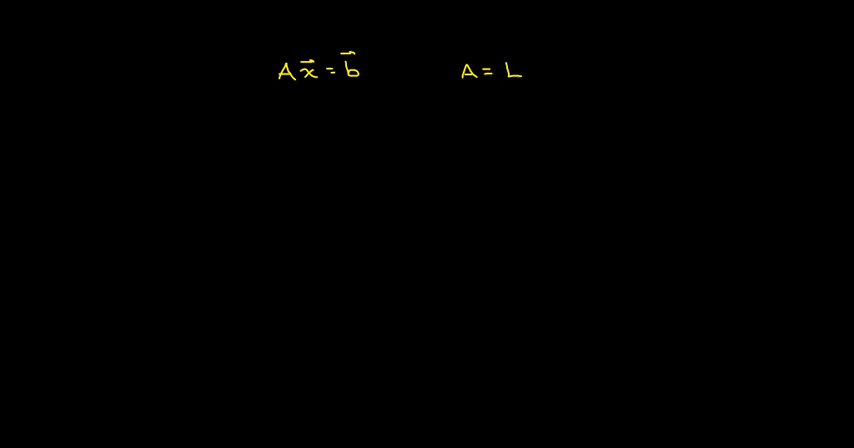 A x⃗ = b⃗ A = L